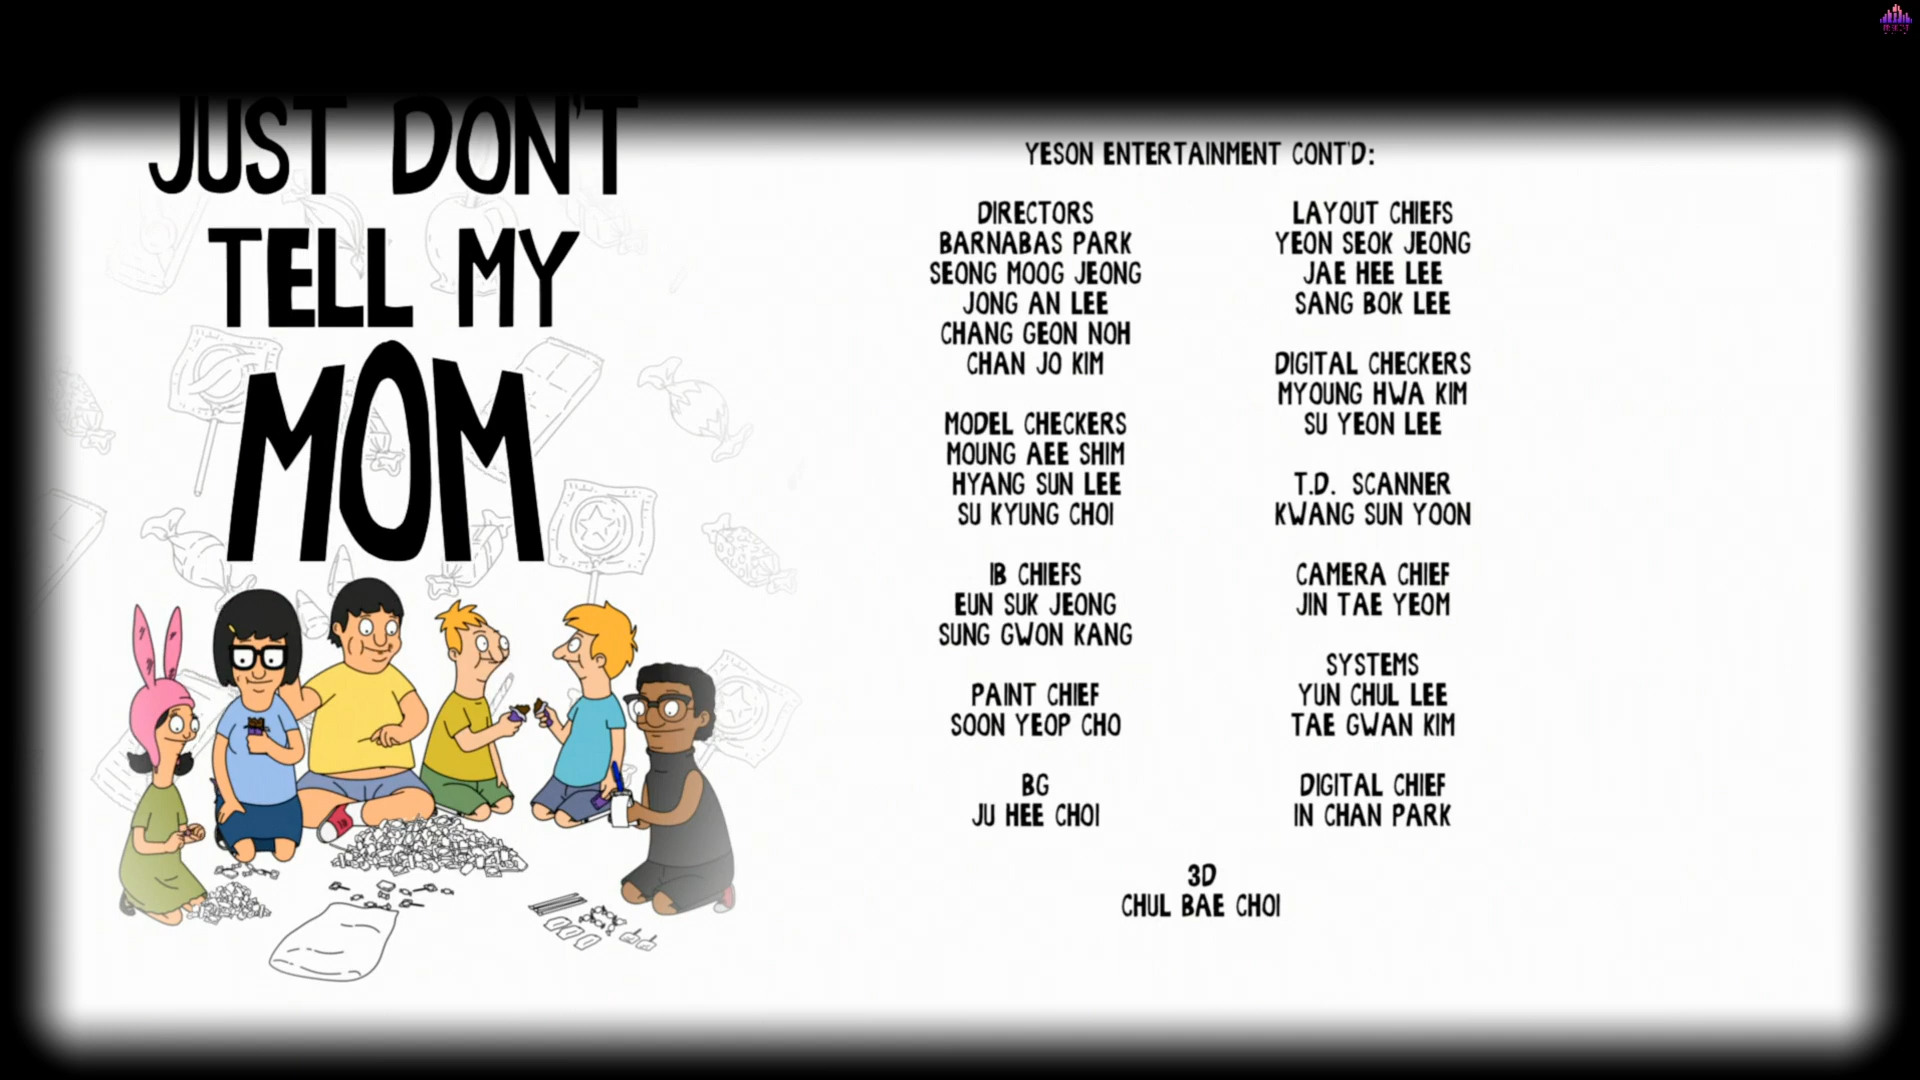 JUST DON'T
TELL MY
MOM
YESON ENTERTAINMENT CONT'D:
DIRECTORS
BARNABAS PARK
SEONG MOOG JEONG
JONG AN LEE
CHANG GEON NOH
CHAN JO KIM
MODEL CHECKERS
MOUNG AEE SHIM
HYANG SUN LEE
SU KYUNG CHOI
IB CHIEFS
EUN SUK JEONG
SUNG GWON KANG
PAINT CHIEF
SOON YEOP CHO
BG
JU HEE CHOI
LAYOUT CHIEFS
YEON SEOK JEONG
JAE HEE LEE
SANG BOK LEE
DIGITAL CHECKERS
MYOUNG HWA KIM
SU YEON LEE
T.D. SCANNER
KWANG SUN YOON
CAMERA CHIEF
JIN TAE YEOM
SYSTEMS
YUN CHUL LEE
TAE GWAN KIM
DIGITAL CHIEF
IN CHAN PARK
3D
CHUL BAE CHOI